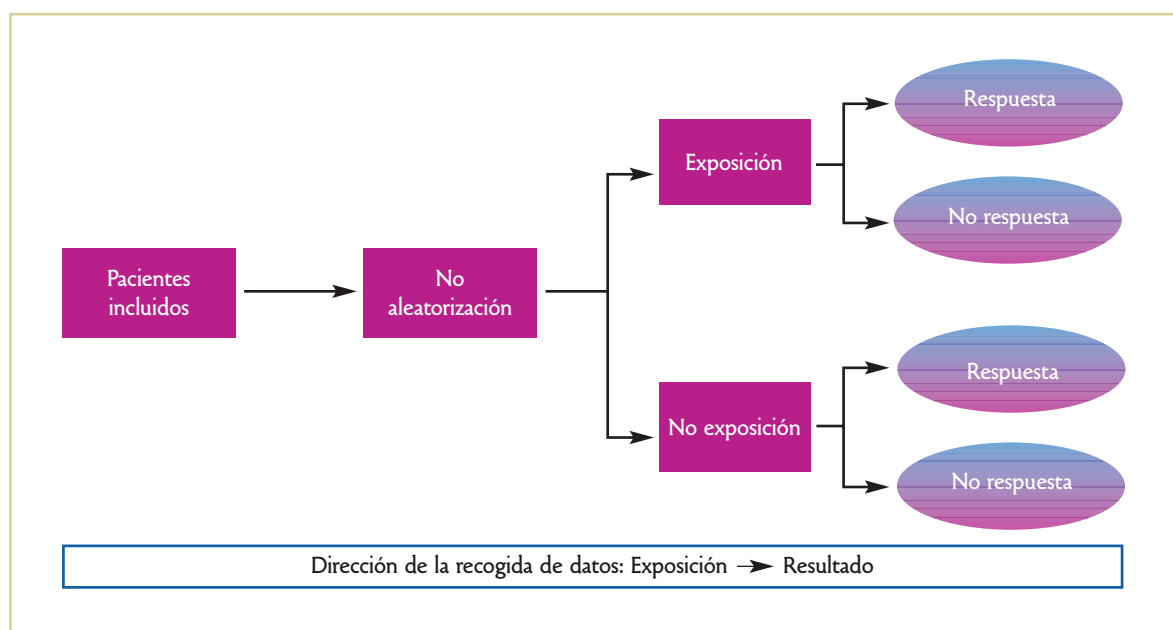 Pacientes
incluidos
No
aleatorización
Exposición
Respuesta
No respuesta
No exposición
Respuesta
No respuesta
Dirección de la recogida de datos: Exposición → Resultado